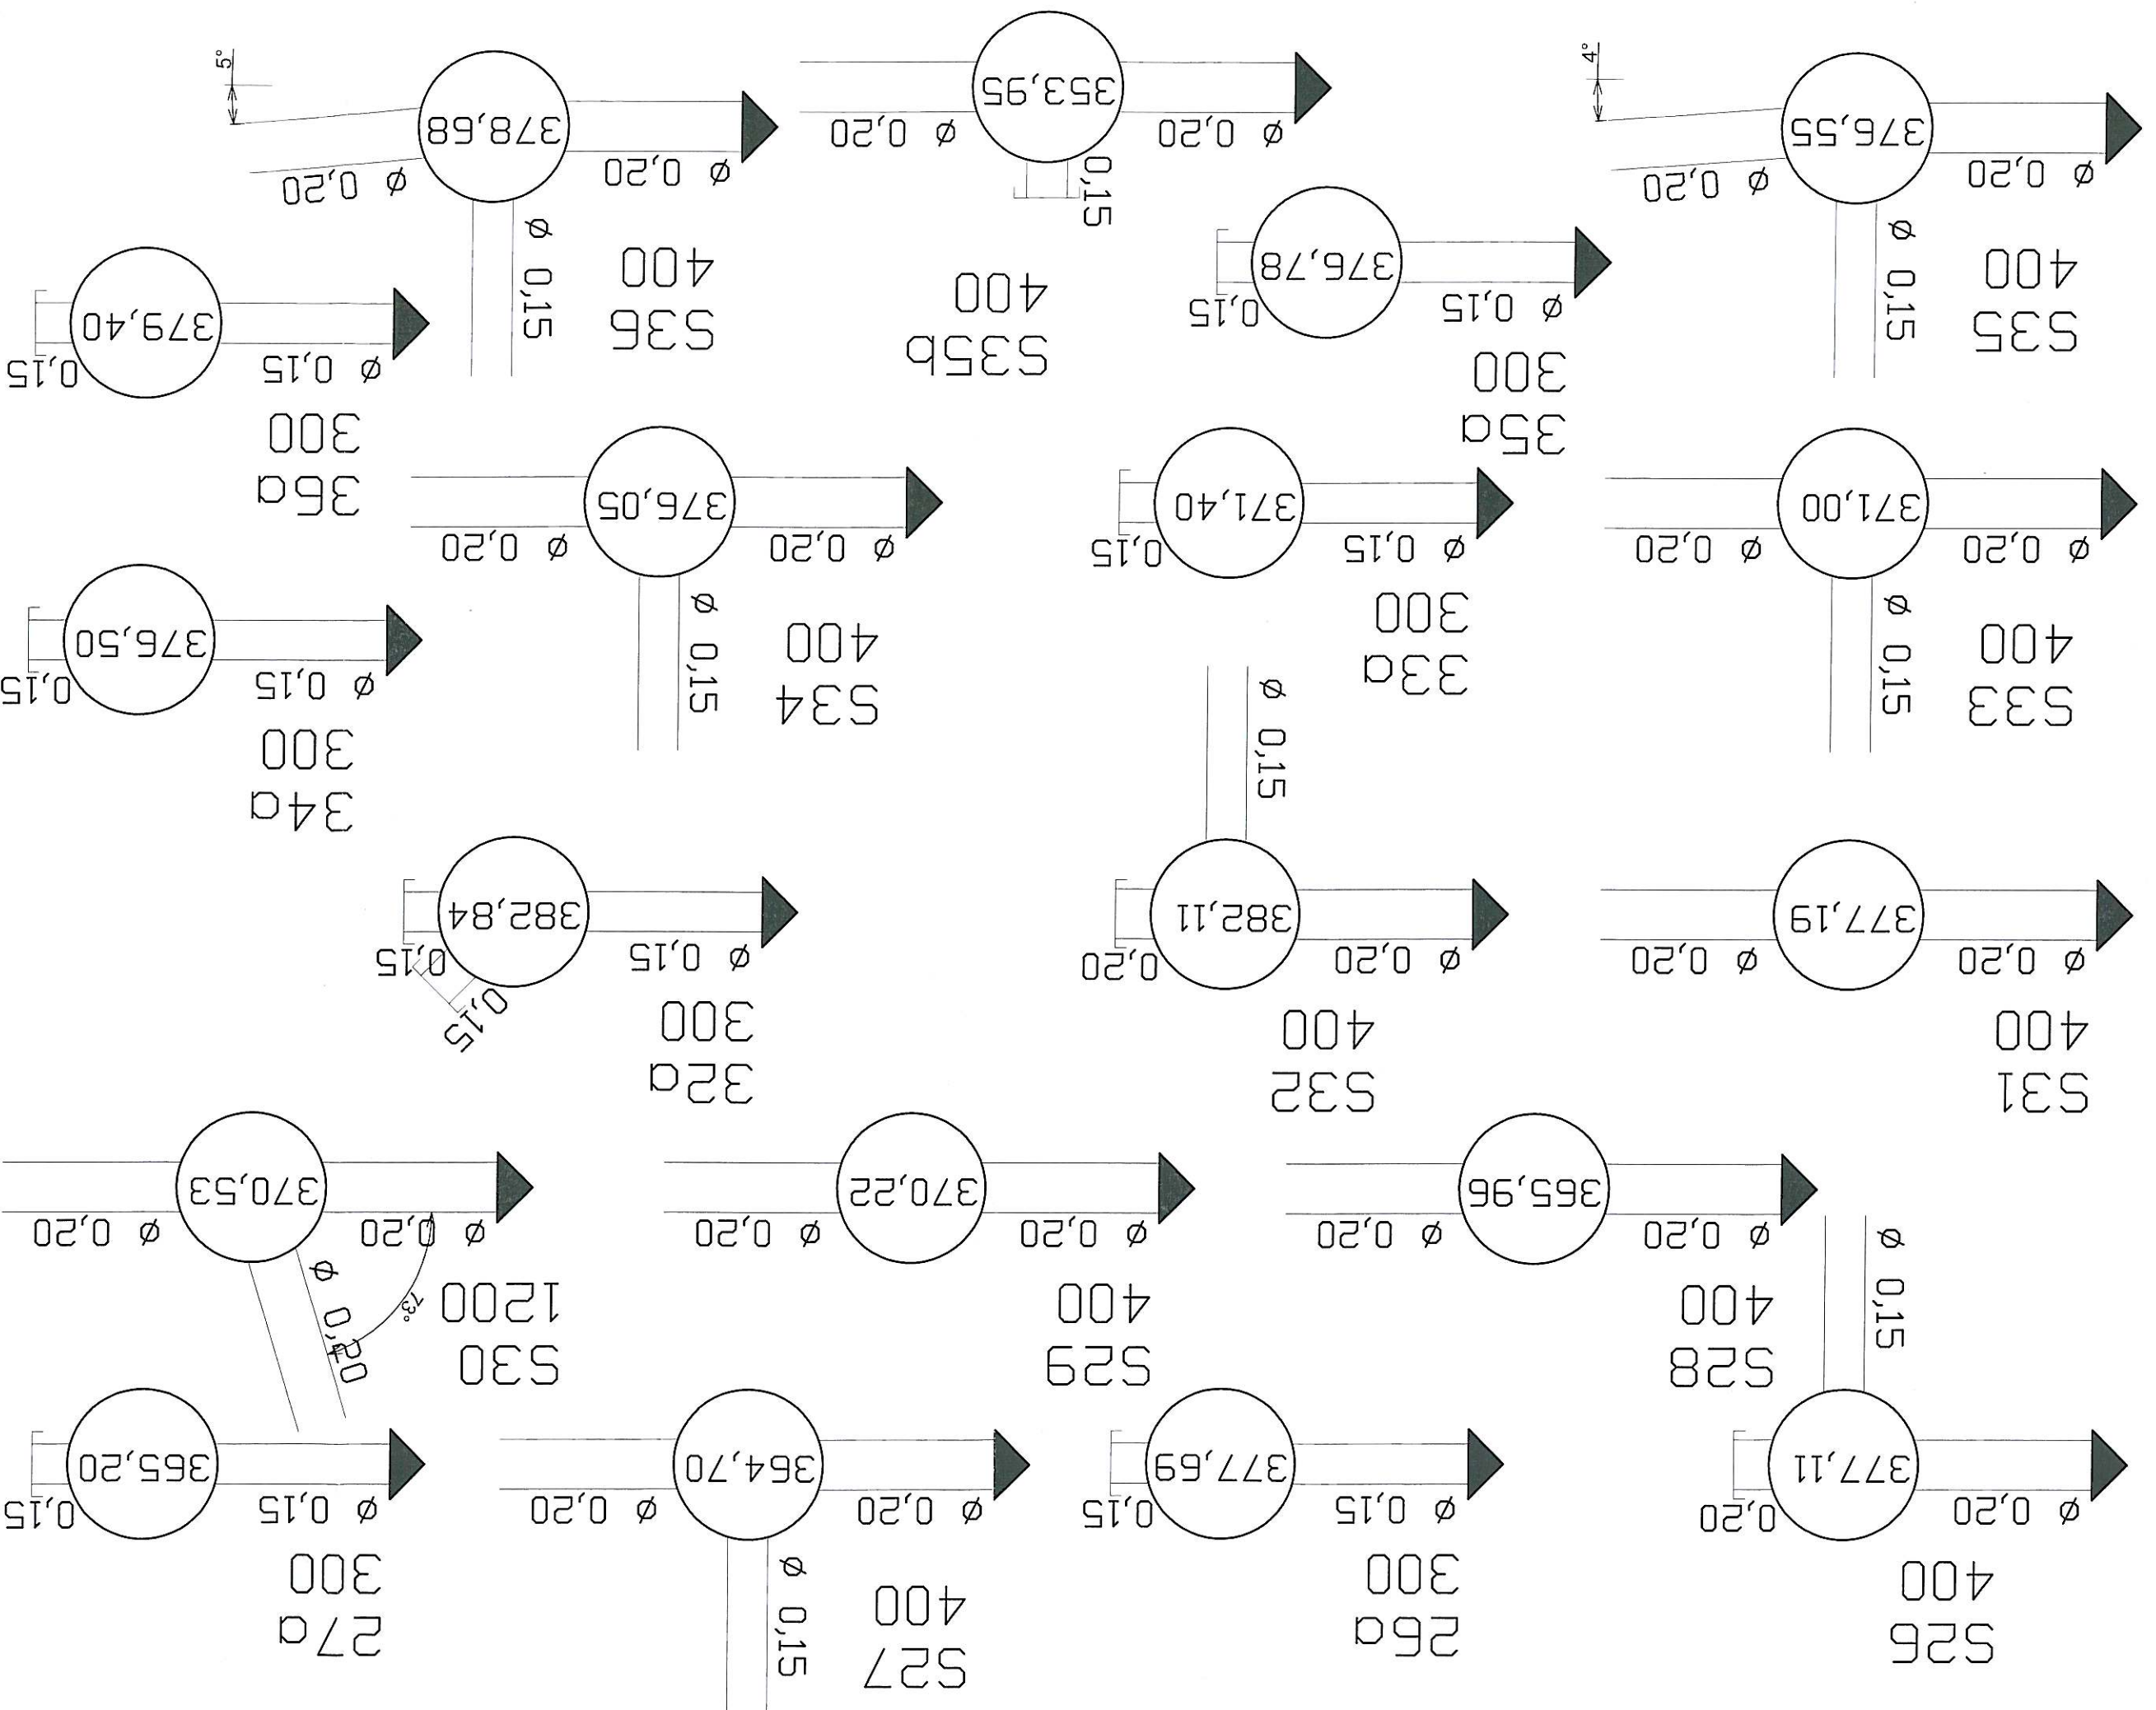 S26
400
Ø 0,20
0,20
377,11
Ø 0,15
26a
300
Ø 0,15
0,15
377,69
S27
400
Ø 0,15
Ø 0,20
Ø 0,20
364,70
27a
300
Ø 0,15
0,15
365,20
S28
400
Ø 0,20
Ø 0,20
365,96
S29
400
Ø 0,20
Ø 0,20
370,22
S30
1200
73°
Ø 0,20
Ø 0,20
Ø 0,20
370,53
S31
400
Ø 0,20
Ø 0,20
377,19
S32
400
Ø 0,20
0,20
382,11
Ø 0,15
32a
300
0,15
Ø 0,15
0,15
382,84
S33
400
Ø 0,15
Ø 0,20
Ø 0,20
371,00
33a
300
Ø 0,15
0,15
371,40
S34
400
Ø 0,15
Ø 0,20
Ø 0,20
376,05
34a
300
Ø 0,15
0,15
376,50
S35
400
Ø 0,15
Ø 0,20
Ø 0,20
376,55
4°
35a
300
Ø 0,15
0,15
376,78
S35b
400
0,15
Ø 0,20
Ø 0,20
353,95
S36
400
Ø 0,15
Ø 0,20
Ø 0,20
378,68
5°
36a
300
Ø 0,15
0,15
379,40